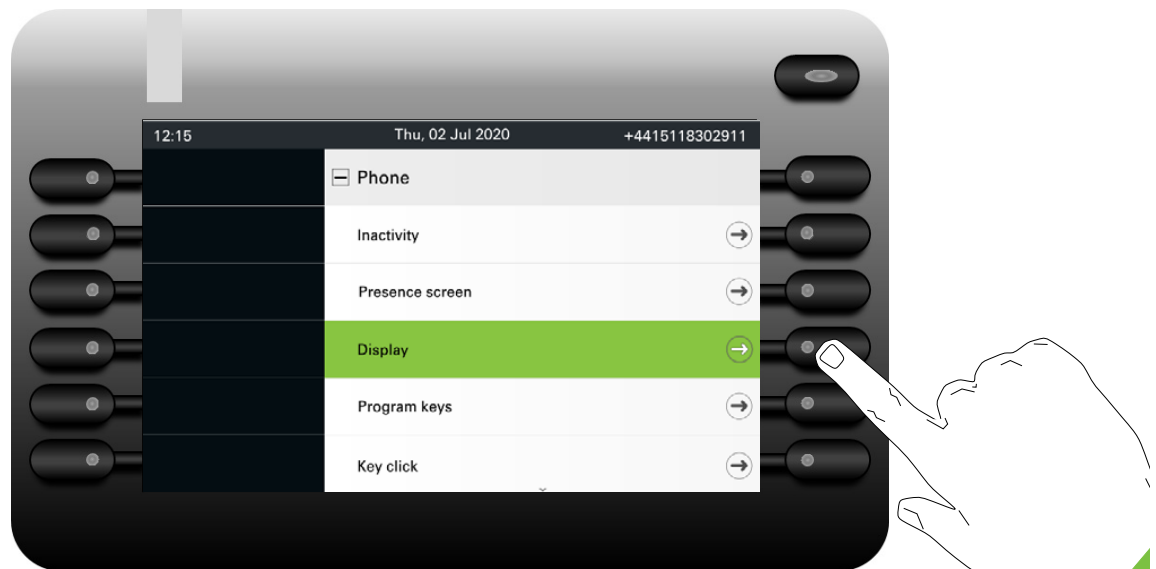 12:15 Thu, 02 Jul 2020 +4415118302911
Phone
Inactivity
Presence screen
Display
Program keys
Key click